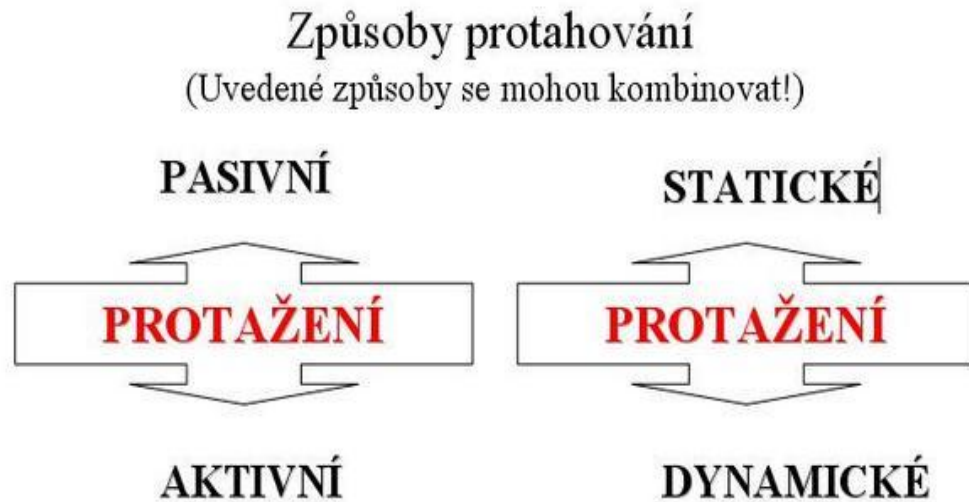 Způsoby protahování
(Uvedené způsoby se mohou kombinovat!)
PASIVNÍ
STATICKÉ
PROTAŽENÍ
PROTAŽENÍ
AKTIVNÍ
DYNAMICKÉ